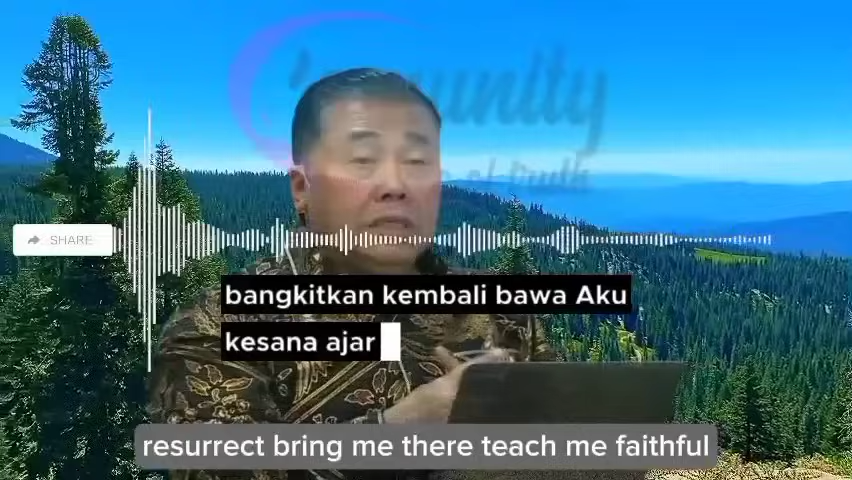 SHARE
bangkitkan kembali bawa Aku
kesana ajar
resurrect bring me there teach me faithful